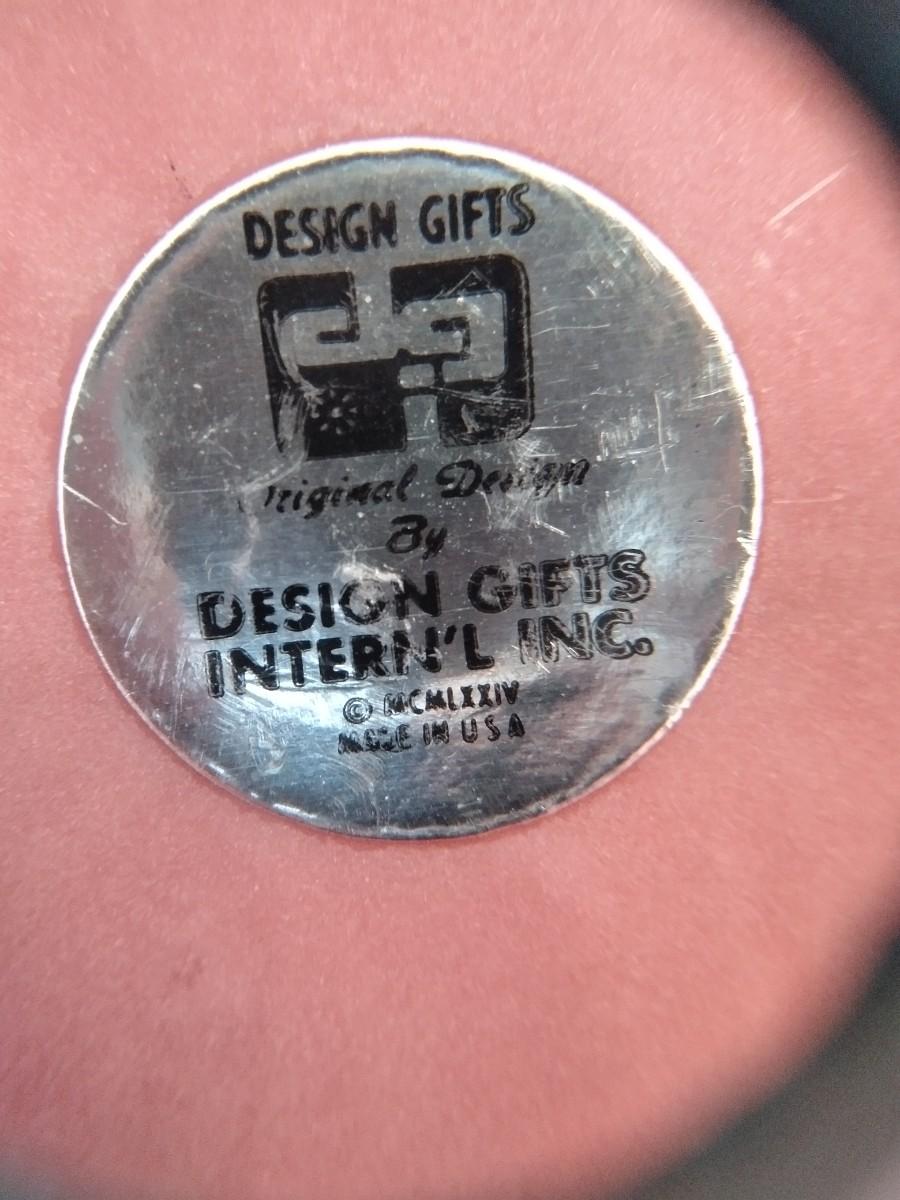 DESIGN GIFTS
Original Design
By
DESIGN GIFTS
INTERN'L INC.
© MCMLXXIV
MADE IN USA